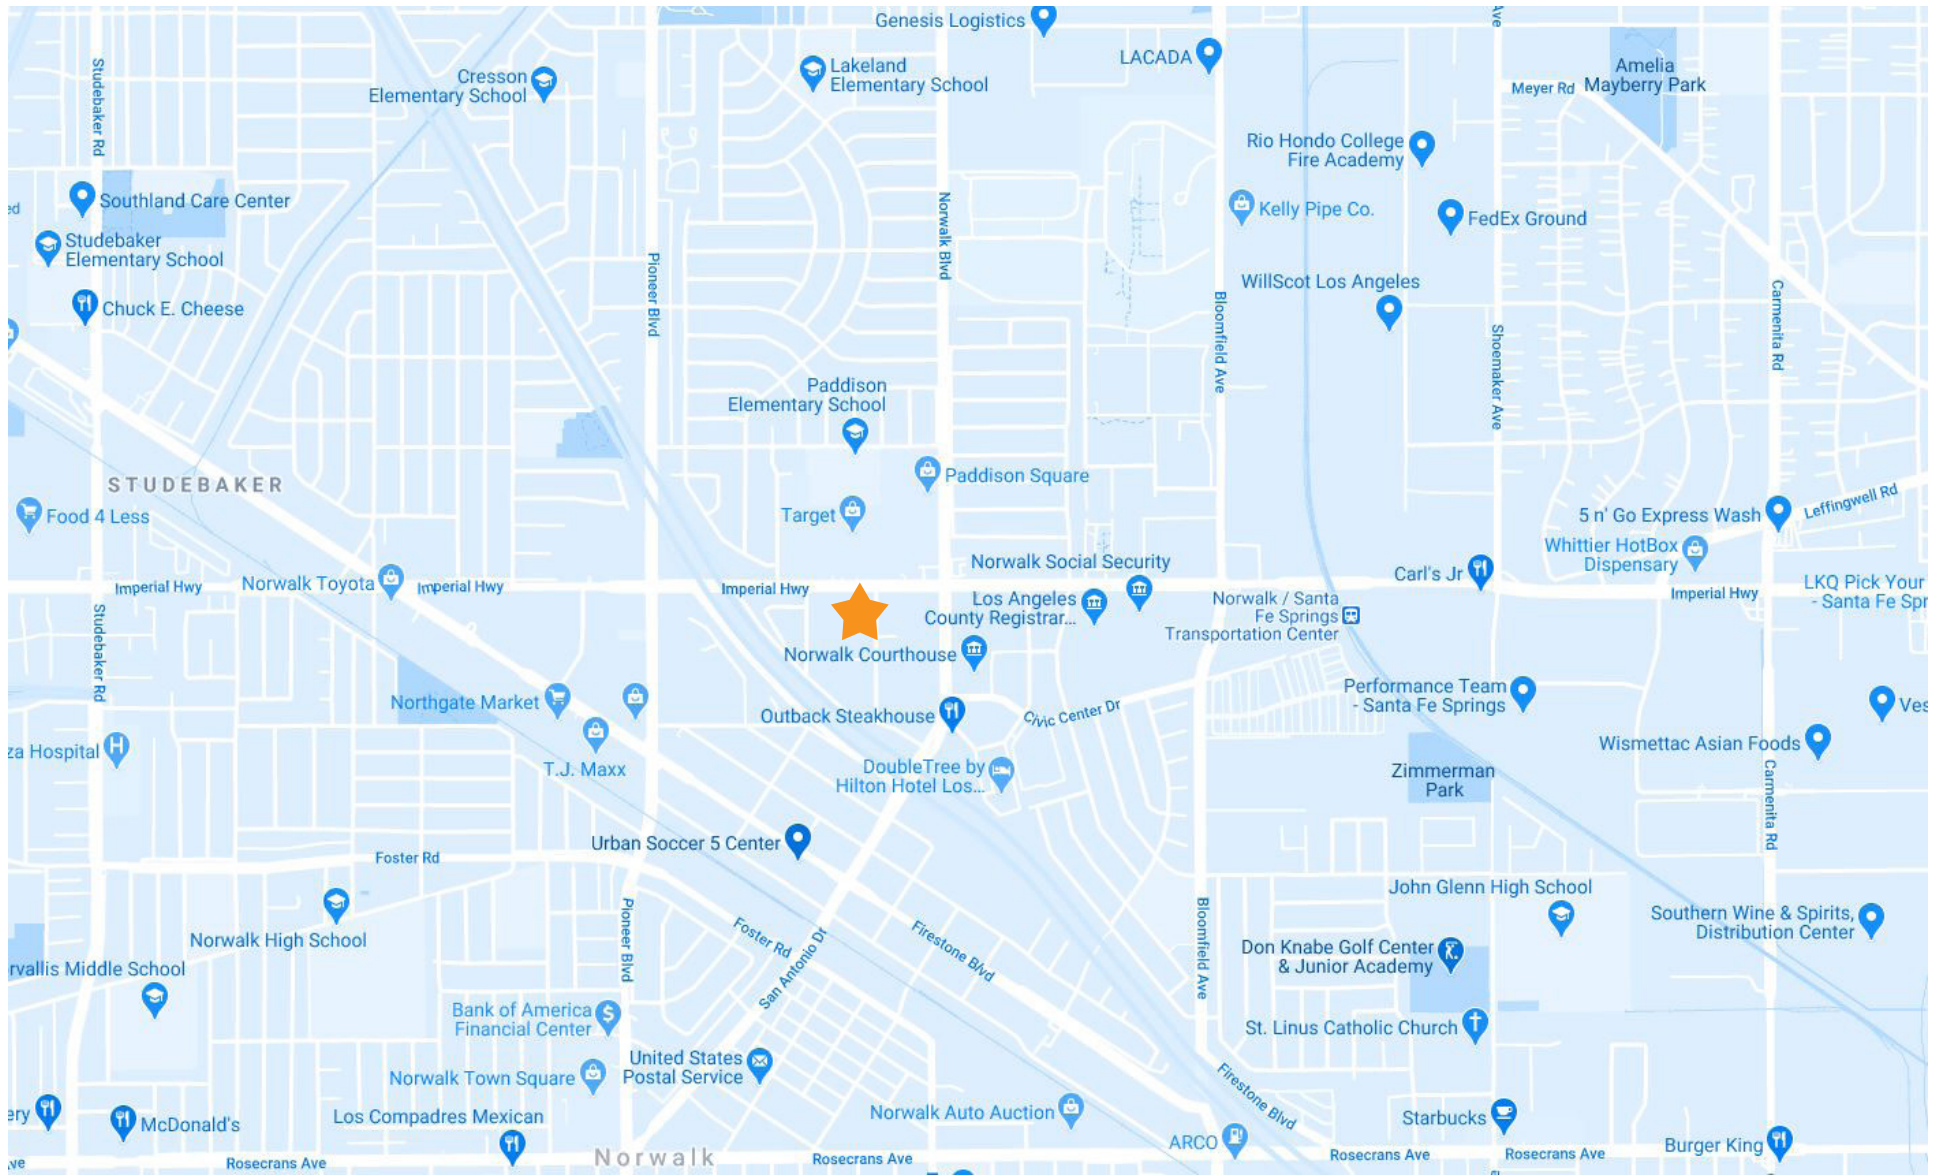 Genesis Logistics
LACADA
Ave
Lakeland
Elementary School
Cresson
Elementary School
Studebaker Rd
Amelia
Mayberry Park
Meyer Rd
Rio Hondo College
Fire Academy
Southland Care Center
ed
Kelly Pipe Co.
FedEx Ground
Norwalk Blvd
Studebaker
Elementary School
Pioneer Blvd
WillScot Los Angeles
Chuck E. Cheese
Bloomfield Ave
Shoemaker Ave
Carmenita Rd
Paddison
Elementary School
Paddison Square
STUDEBAKER
Food 4 Less
Target
5 n' Go Express Wash
Leffingwell Rd
Whittier HotBox
Dispensary
Norwalk Social Security
Carl's Jr
Imperial Hwy
Norwalk Toyota
Imperial Hwy
Imperial Hwy
Imperial Hwy
LKQ Pick Your
- Santa Fe Spr
Los Angeles
County Registrar...
Norwalk / Santa
Fe Springs
Transportation Center
Studebaker Rd
Norwalk Courthouse
Northgate Market
Performance Team
- Santa Fe Springs
Ves
Outback Steakhouse
Civic Center Dr
Wismettac Asian Foods
za Hospital
T.J. Maxx
DoubleTree by
Hilton Hotel Los...
Zimmerman
Park
Carmenita Rd
Urban Soccer 5 Center
Foster Rd
John Glenn High School
Norwalk High School
Pioneer Blvd
Foster Rd
San Antonio Dr
Firestone Blvd
Bloomfield Ave
Southern Wine & Spirits,
Distribution Center
Don Knabe Golf Center
& Junior Academy
rvallis Middle School
Bank of America
Financial Center
St. Linus Catholic Church
United States
Postal Service
Norwalk Town Square
Firestone Blvd
ery
McDonald's
Los Compadres Mexican
Norwalk Auto Auction
Starbucks
ARCO
Burger King
Norwalk
ve
Rosecrans Ave
Rosecrans Ave
Rosecrans Ave
Rosecrans Ave